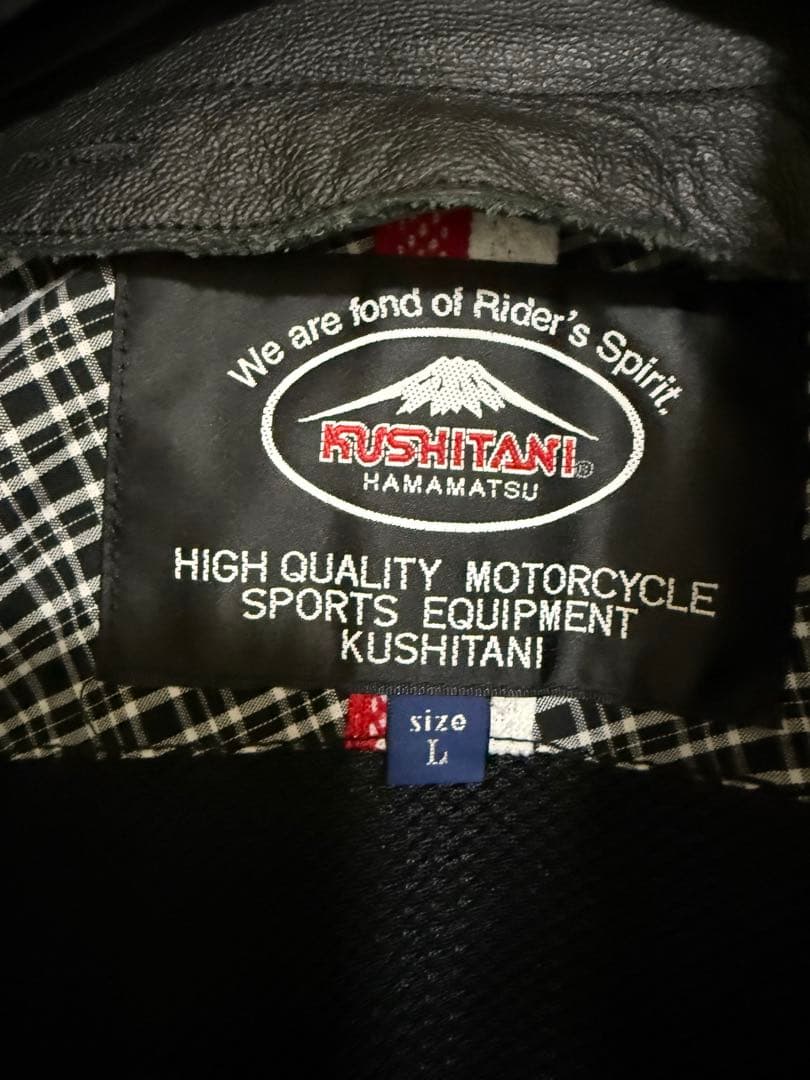 We are fond of Rider's Spirit.
KUSHITANI®
HAMAMATSU
HIGH QUALITY MOTORCYCLE
SPORTS EQUIPMENT
KUSHITANI
size
L